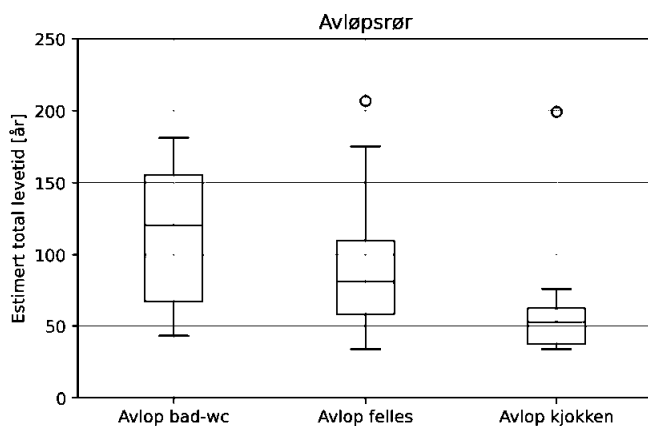 Avløpsrør
250
200
150
100
50
0
Estimert total levetid [år]
Avlop bad-wc
Avlop felles
Avlop kjokken